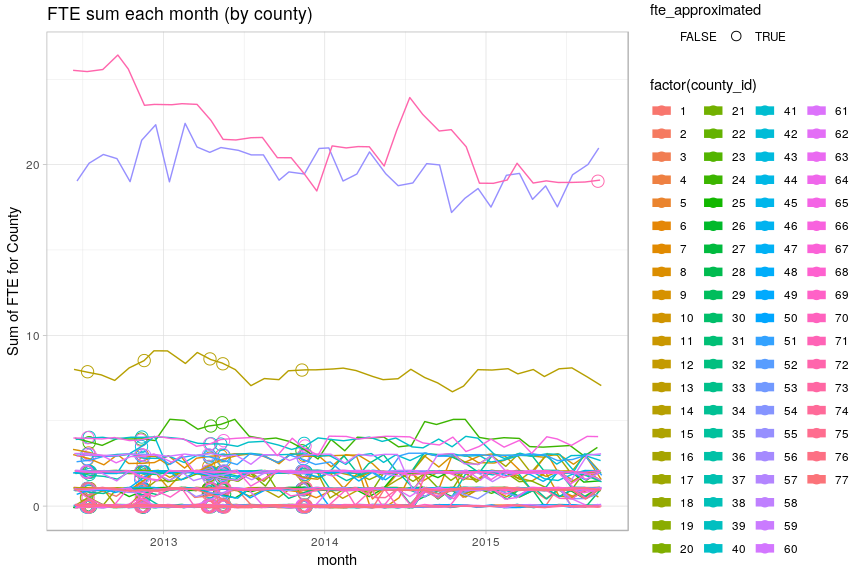 FTE sum each month (by county)
Sum of FTE for County
20
10
0
2013 2014 2015
month
fte_approximated
FALSE TRUE
factor(county_id)
1 21 41 61
2 22 42 62
3 23 43 63
4 24 44 64
5 25 45 65
6 26 46 66
7 27 47 67
8 28 48 68
9 29 49 69
10 30 50 70
11 31 51 71
12 32 52 72
13 33 53 73
14 34 54 74
15 35 55 75
16 36 56 76
17 37 57 77
18 38 58
19 39 59
20 40 60